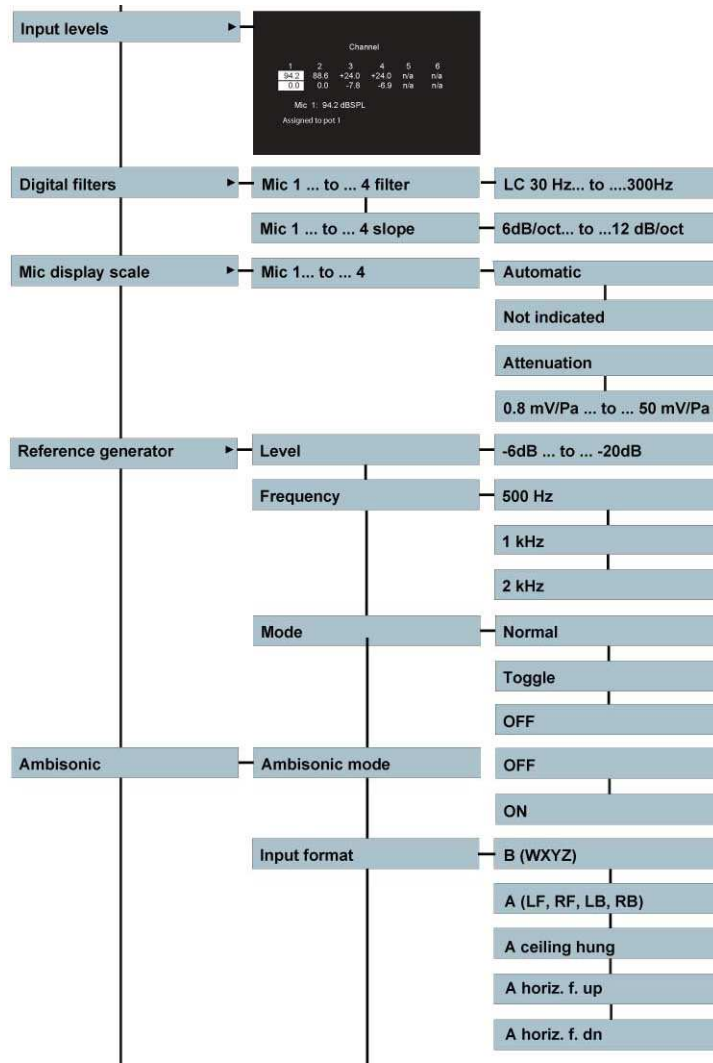 Input levels
Channel
1 2 3 4 5 6
94.2 88.6 +24.0 +24.0 n/a n/a
0.0 0.0 -7.8 -6.9 n/a n/a
Mic 1: 94.2 dBSPL
Assigned to pot 1
Digital filters
Mic 1 ... to ... 4 filter
LC 30 Hz... to ....300Hz
Mic 1 ... to ... 4 slope
6dB/oct... to ...12 dB/oct
Mic display scale
Mic 1... to ... 4
Automatic
Not indicated
Attenuation
0.8 mV/Pa ... to ... 50 mV/Pa
Reference generator
Level
-6dB ... to ... -20dB
Frequency
500 Hz
1 kHz
2 kHz
Mode
Normal
Toggle
OFF
Ambisonic
Ambisonic mode
OFF
ON
Input format
B (WXYZ)
A (LF, RF, LB, RB)
A ceiling hung
A horiz. f. up
A horiz. f. dn